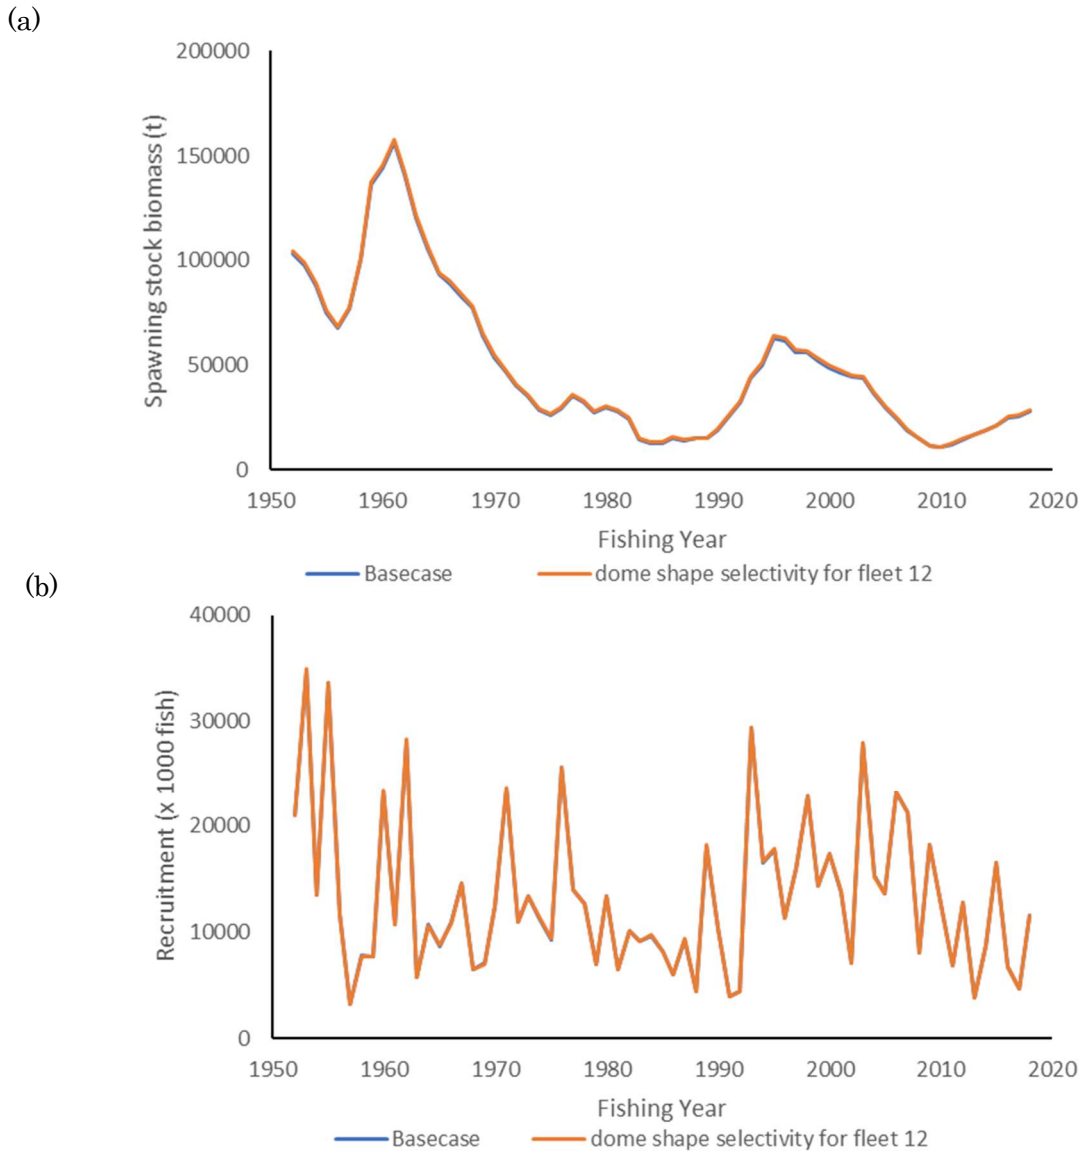 (a)
200000
150000
100000
50000
0
Spawning stock biomass (t)
1950 1960 1970 1980 1990 2000 2010 2020
Fishing Year
Basecase dome shape selectivity for fleet 12
(b)
40000
30000
20000
10000
0
Recruitment (x 1000 fish)
1950 1960 1970 1980 1990 2000 2010 2020
Fishing Year
Basecase dome shape selectivity for fleet 12